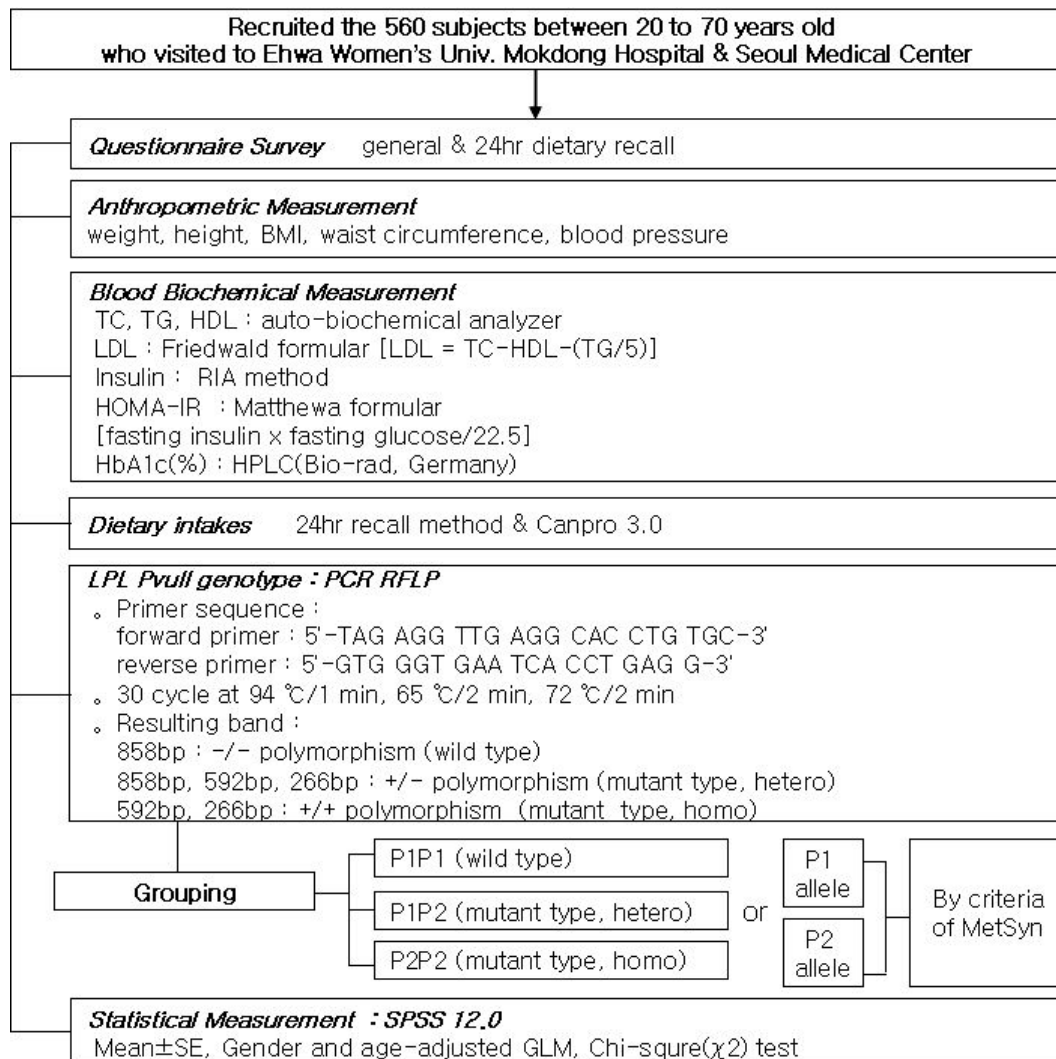 Recruited the 560 subjects between 20 to 70 years old
who visited to Ehwa Women's Univ. Mokdong Hospital & Seoul Medical Center
Questionnaire Survey general & 24hr dietary recall
Anthropometric Measurement
weight, height, BMI, waist circumference, blood pressure
Blood Biochemical Measurement
TC, TG, HDL : auto-biochemical analyzer
LDL : Friedwald formular [LDL = TC-HDL-(TG/5)]
Insulin : RIA method
HOMA-IR : Matthewa formular
[fasting insulin x fasting glucose/22.5]
HbA1c(%) : HPLC(Bio-rad, Germany)
Dietary intakes 24hr recall method & Canpro 3.0
LPL PvuII genotype : PCR RFLP
。Primer sequence :
forward primer : 5'-TAG AGG TTG AGG CAC CTG TGC-3'
reverse primer : 5'-GTG GGT GAA TCA CCT GAG G-3'
。30 cycle at 94 ℃/1 min, 65 ℃/2 min, 72 ℃/2 min
。Resulting band :
858bp : -/- polymorphism (wild type)
858bp, 592bp, 266bp : +/- polymorphism (mutant type, hetero)
592bp, 266bp : +/+ polymorphism (mutant type, homo)
Grouping
P1P1 (wild type)
P1P2 (mutant type, hetero)
P2P2 (mutant type, homo)
or
P1
allele
P2
allele
By criteria
of MetSyn
Statistical Measurement : SPSS 12.0
Mean±SE, Gender and age-adjusted GLM, Chi-squre(χ2) test